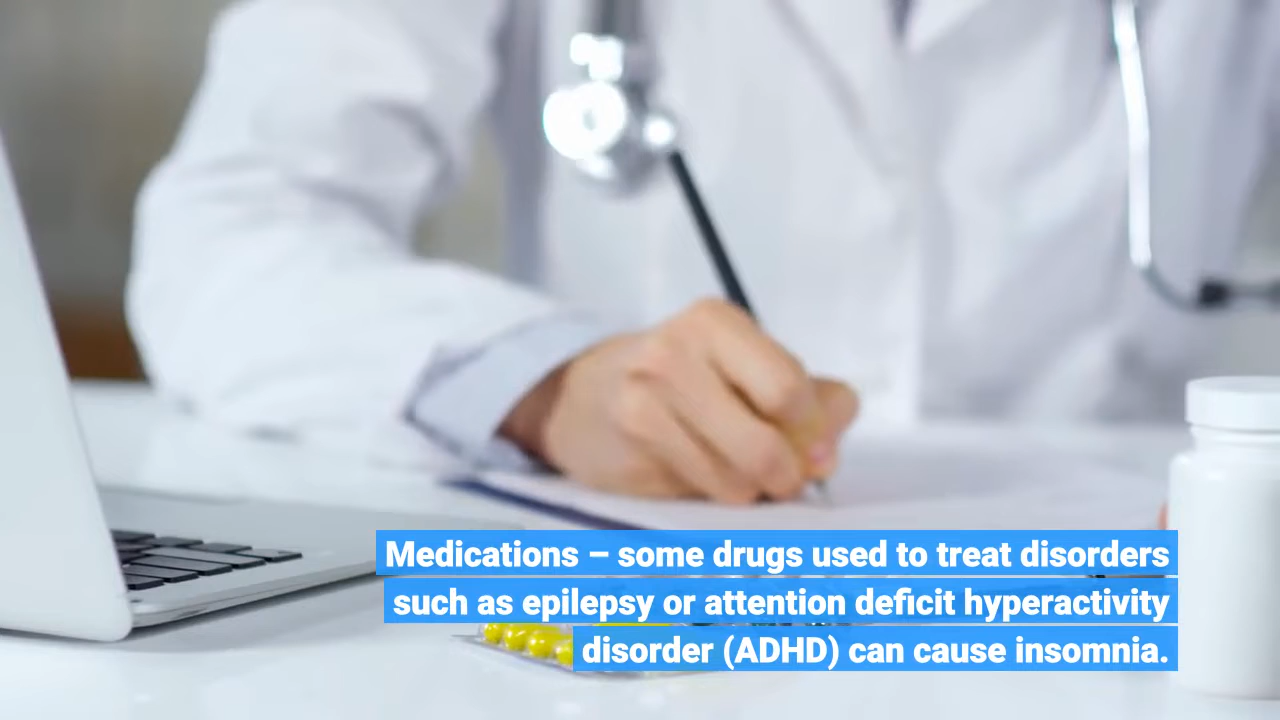 Medications – some drugs used to treat disorders
such as epilepsy or attention deficit hyperactivity
disorder (ADHD) can cause insomnia.